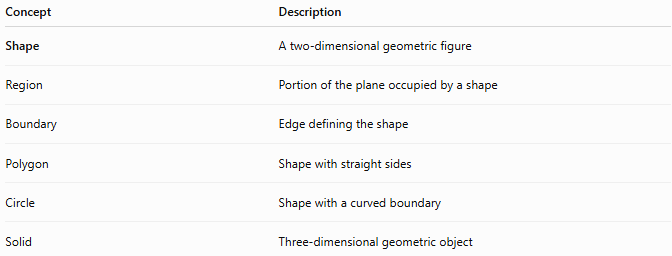 Concept Description
Shape A two-dimensional geometric figure
Region Portion of the plane occupied by a shape
Boundary Edge defining the shape
Polygon Shape with straight sides
Circle Shape with a curved boundary
Solid Three-dimensional geometric object